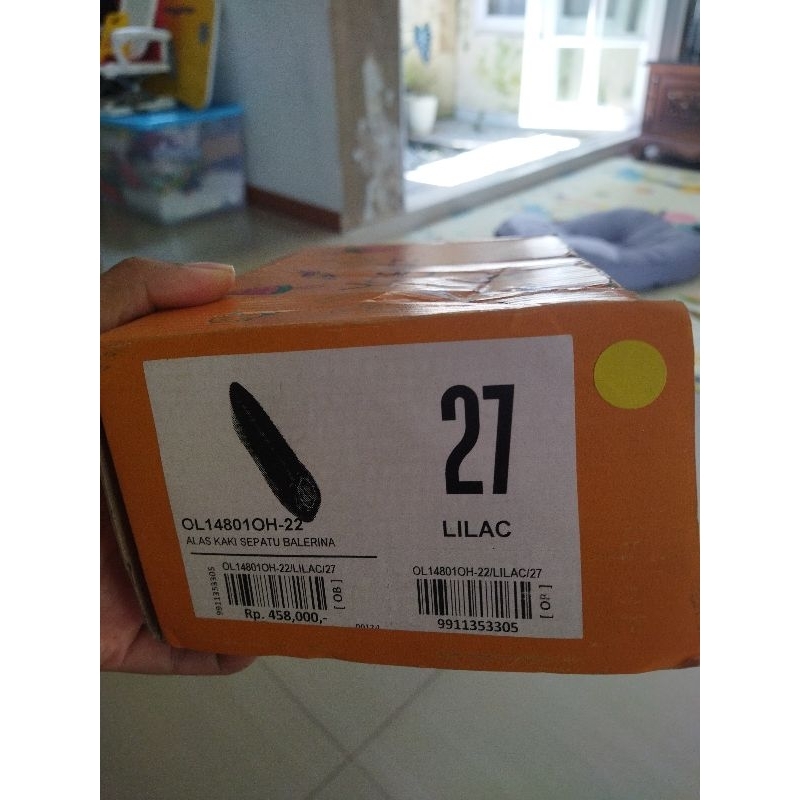 27
LILAC
OL14801OH-22
ALAS KAKI SEPATU BALERINA
OL14801OH-22/LILAC/27
9911353305
[ OB ]
Rp. 458,000,-
OL14801OH-22/LILAC/27
9911353305